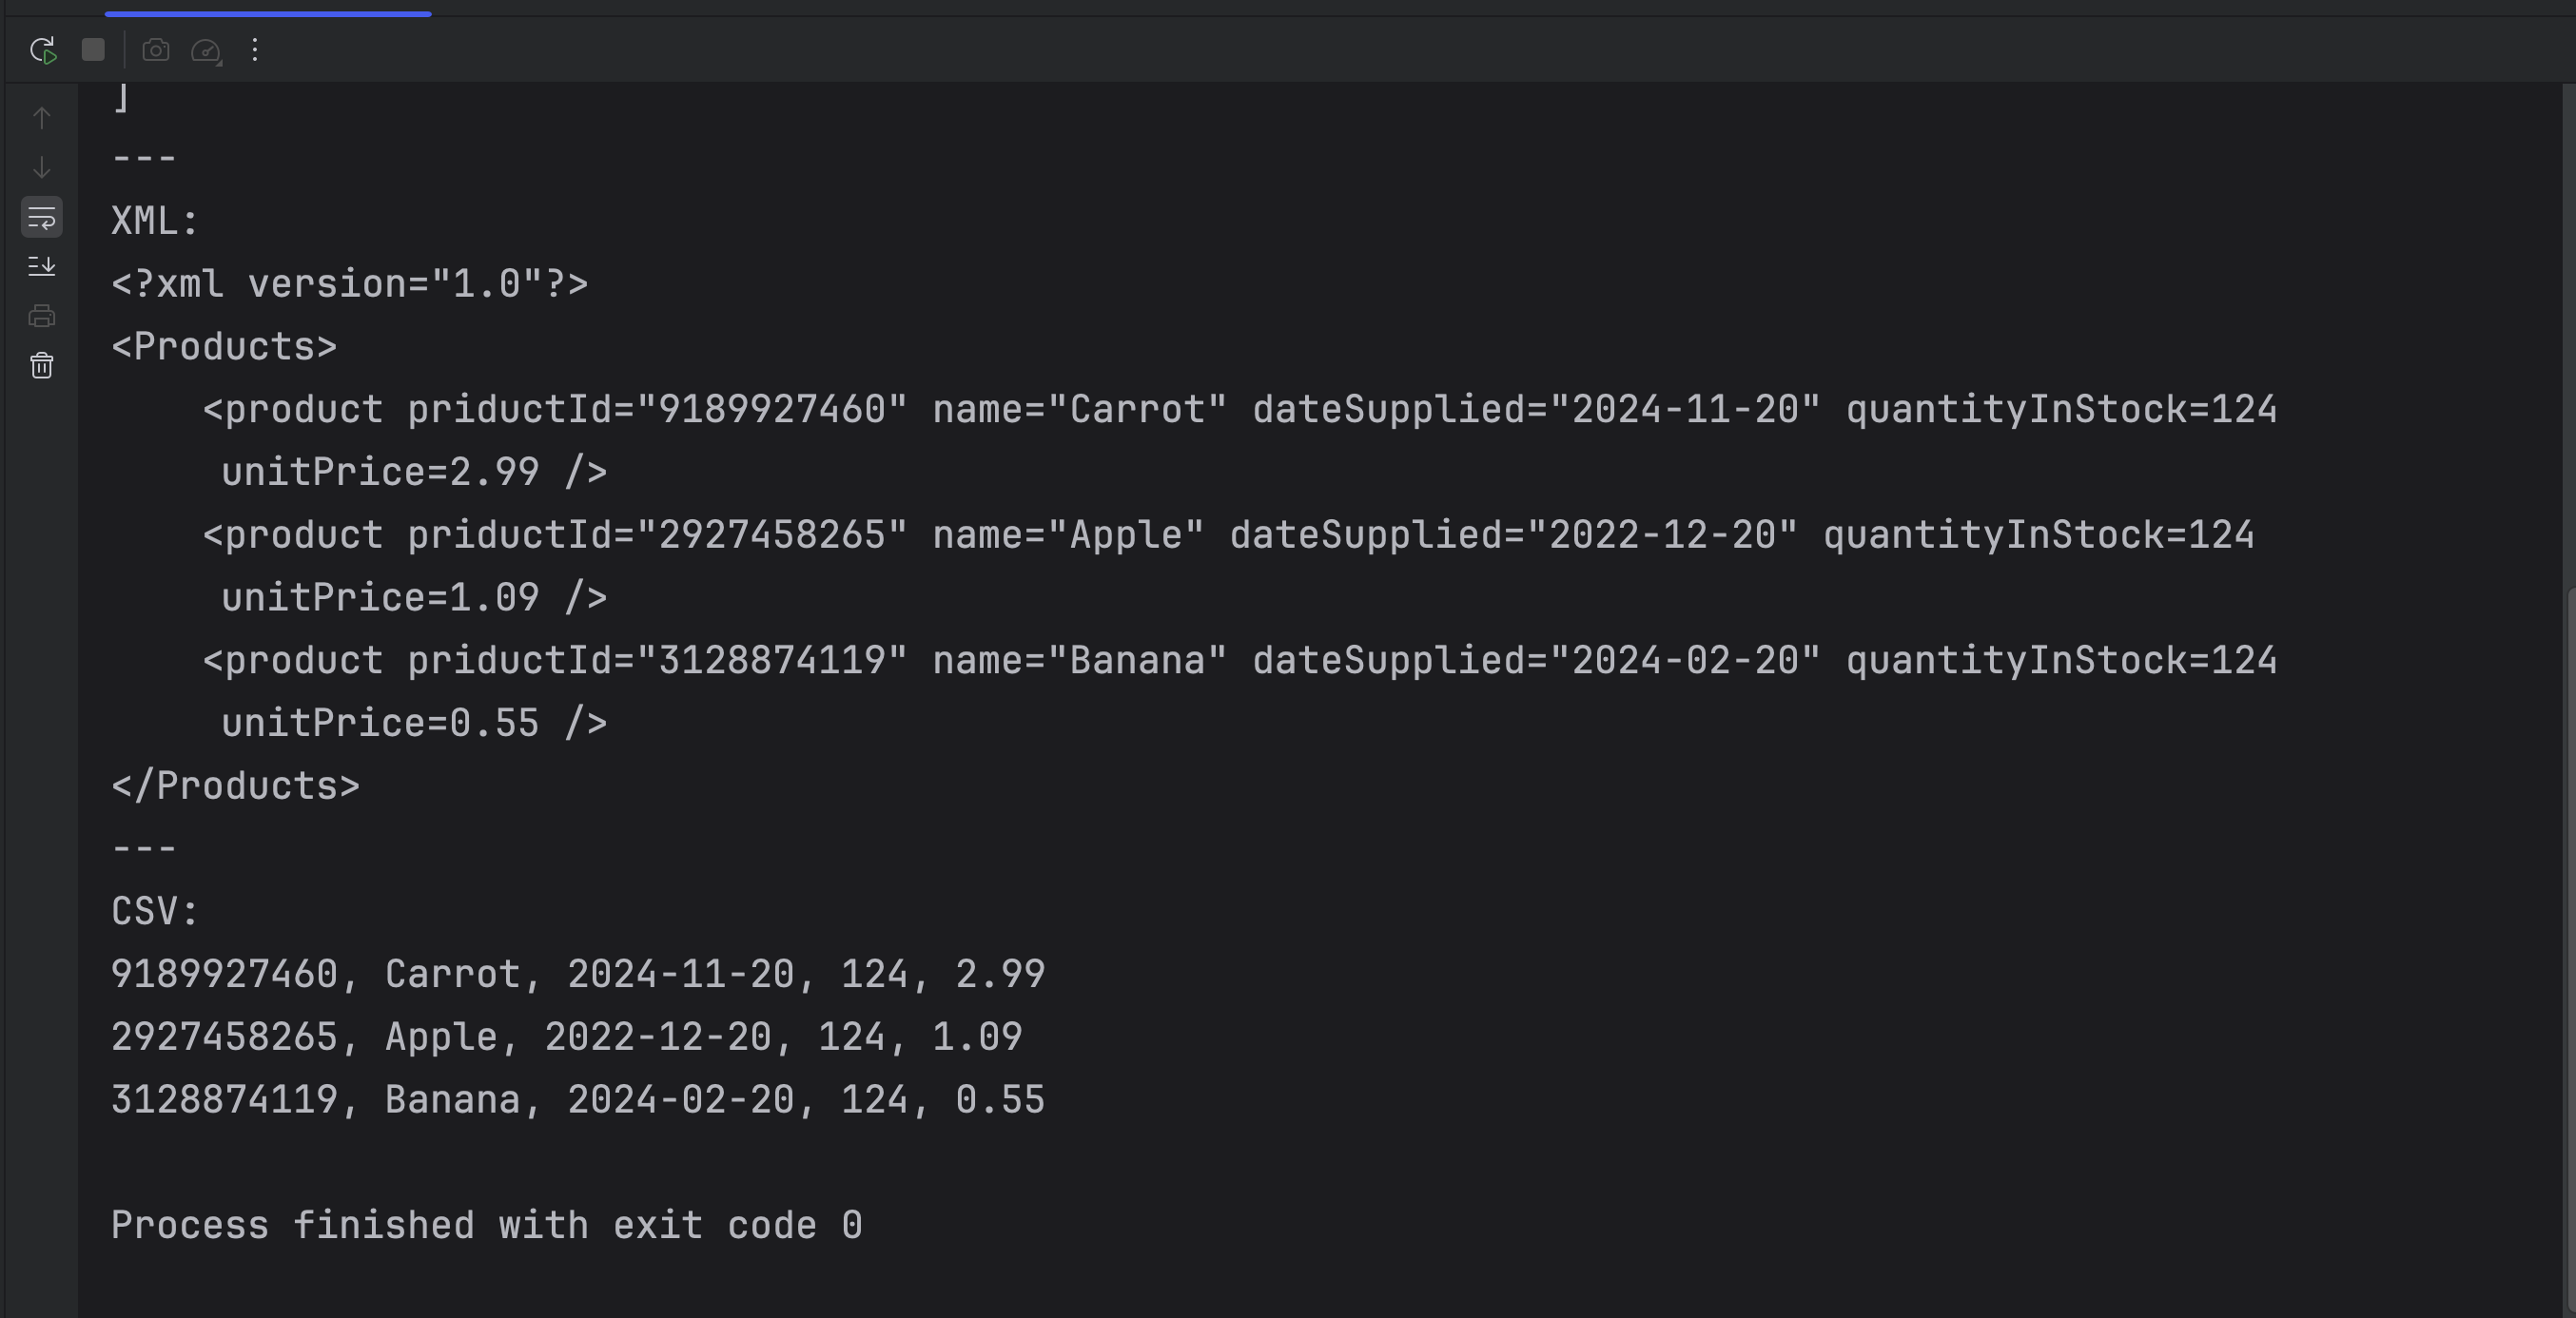 ]
---
XML:
<?xml version="1.0"?>
<Products>
    <product priductId="9189927460" name="Carrot" dateSupplied="2024-11-20" quantityInStock=124
     unitPrice=2.99 />
    <product priductId="2927458265" name="Apple" dateSupplied="2022-12-20" quantityInStock=124
     unitPrice=1.09 />
    <product priductId="3128874119" name="Banana" dateSupplied="2024-02-20" quantityInStock=124
     unitPrice=0.55 />
</Products>
---
CSV:
9189927460, Carrot, 2024-11-20, 124, 2.99
2927458265, Apple, 2022-12-20, 124, 1.09
3128874119, Banana, 2024-02-20, 124, 0.55
Process finished with exit code 0